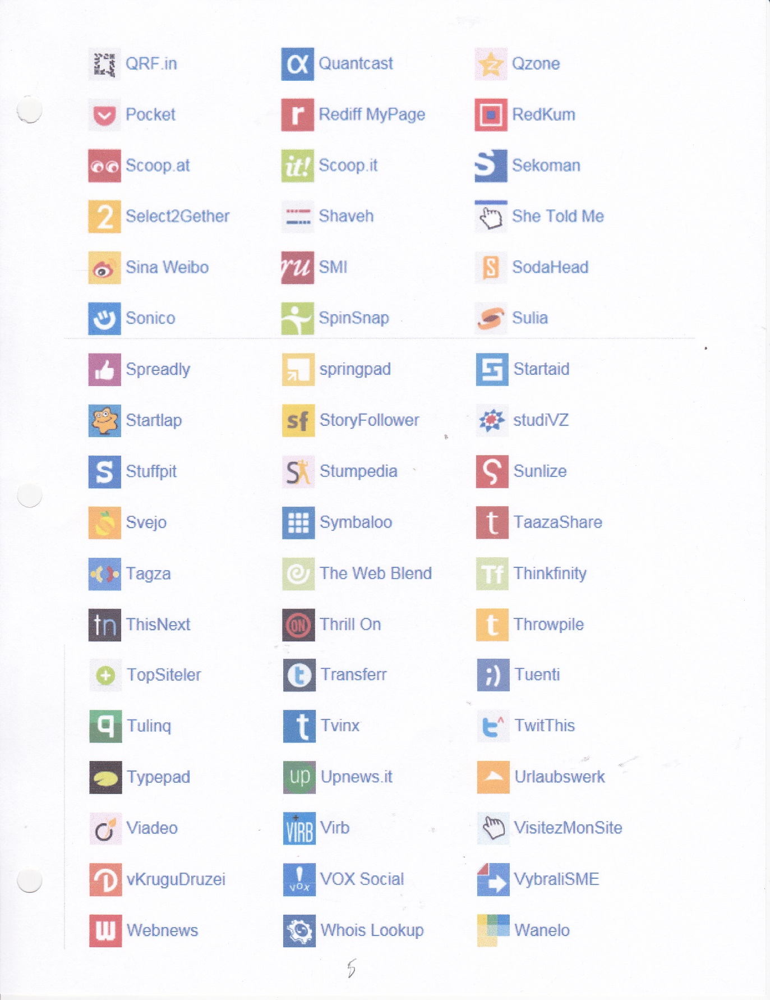 QRF.in Quantcast Qzone
Pocket Rediff MyPage RedKum
Scoop.at Scoop.it Sekoman
Select2Gether Shaveh She Told Me
Sina Weibo SMI SodaHead
Sonico SpinSnap Sulia
Spreadly springpad Startaid
Startlap StoryFollower studiVZ
Stuffpit Stumpedia Sunlize
Svejo Symbaloo TaazaShare
Tagza The Web Blend Thinkfinity
ThisNext Thrill On Throwpile
TopSiteler Transferr Tuenti
Tulinq Tvinx TwitThis
Typepad Upnews.it Urlaubswerk
Viadeo Virb VisitezMonSite
vKruguDruzei VOX Social VybraliSME
Webnews Whois Lookup Wanelo
5